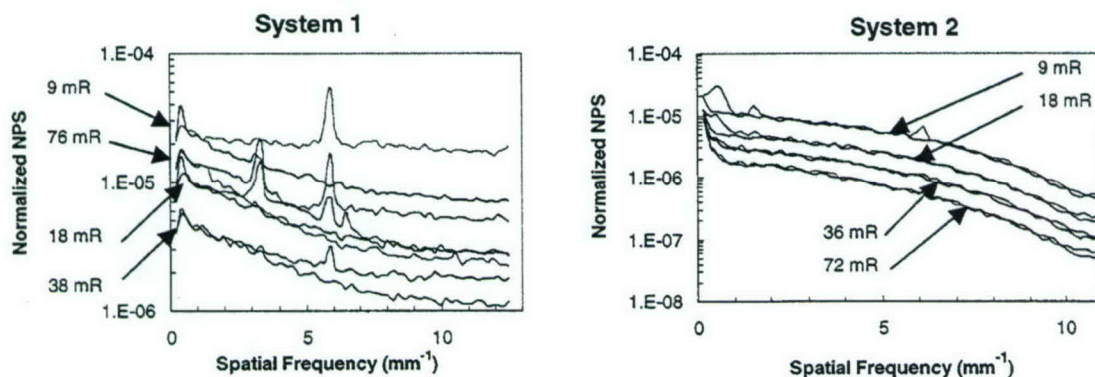 System 1
1.E-04
1.E-05
1.E-06
Normalized NPS
9 mR
76 mR
18 mR
38 mR
0
5
10
Spatial Frequency (mm-1)
System 2
1.E-04
1.E-05
1.E-06
1.E-07
1.E-08
Normalized NPS
9 mR
18 mR
36 mR
72 mR
0
5
10
Spatial Frequency (mm-1)